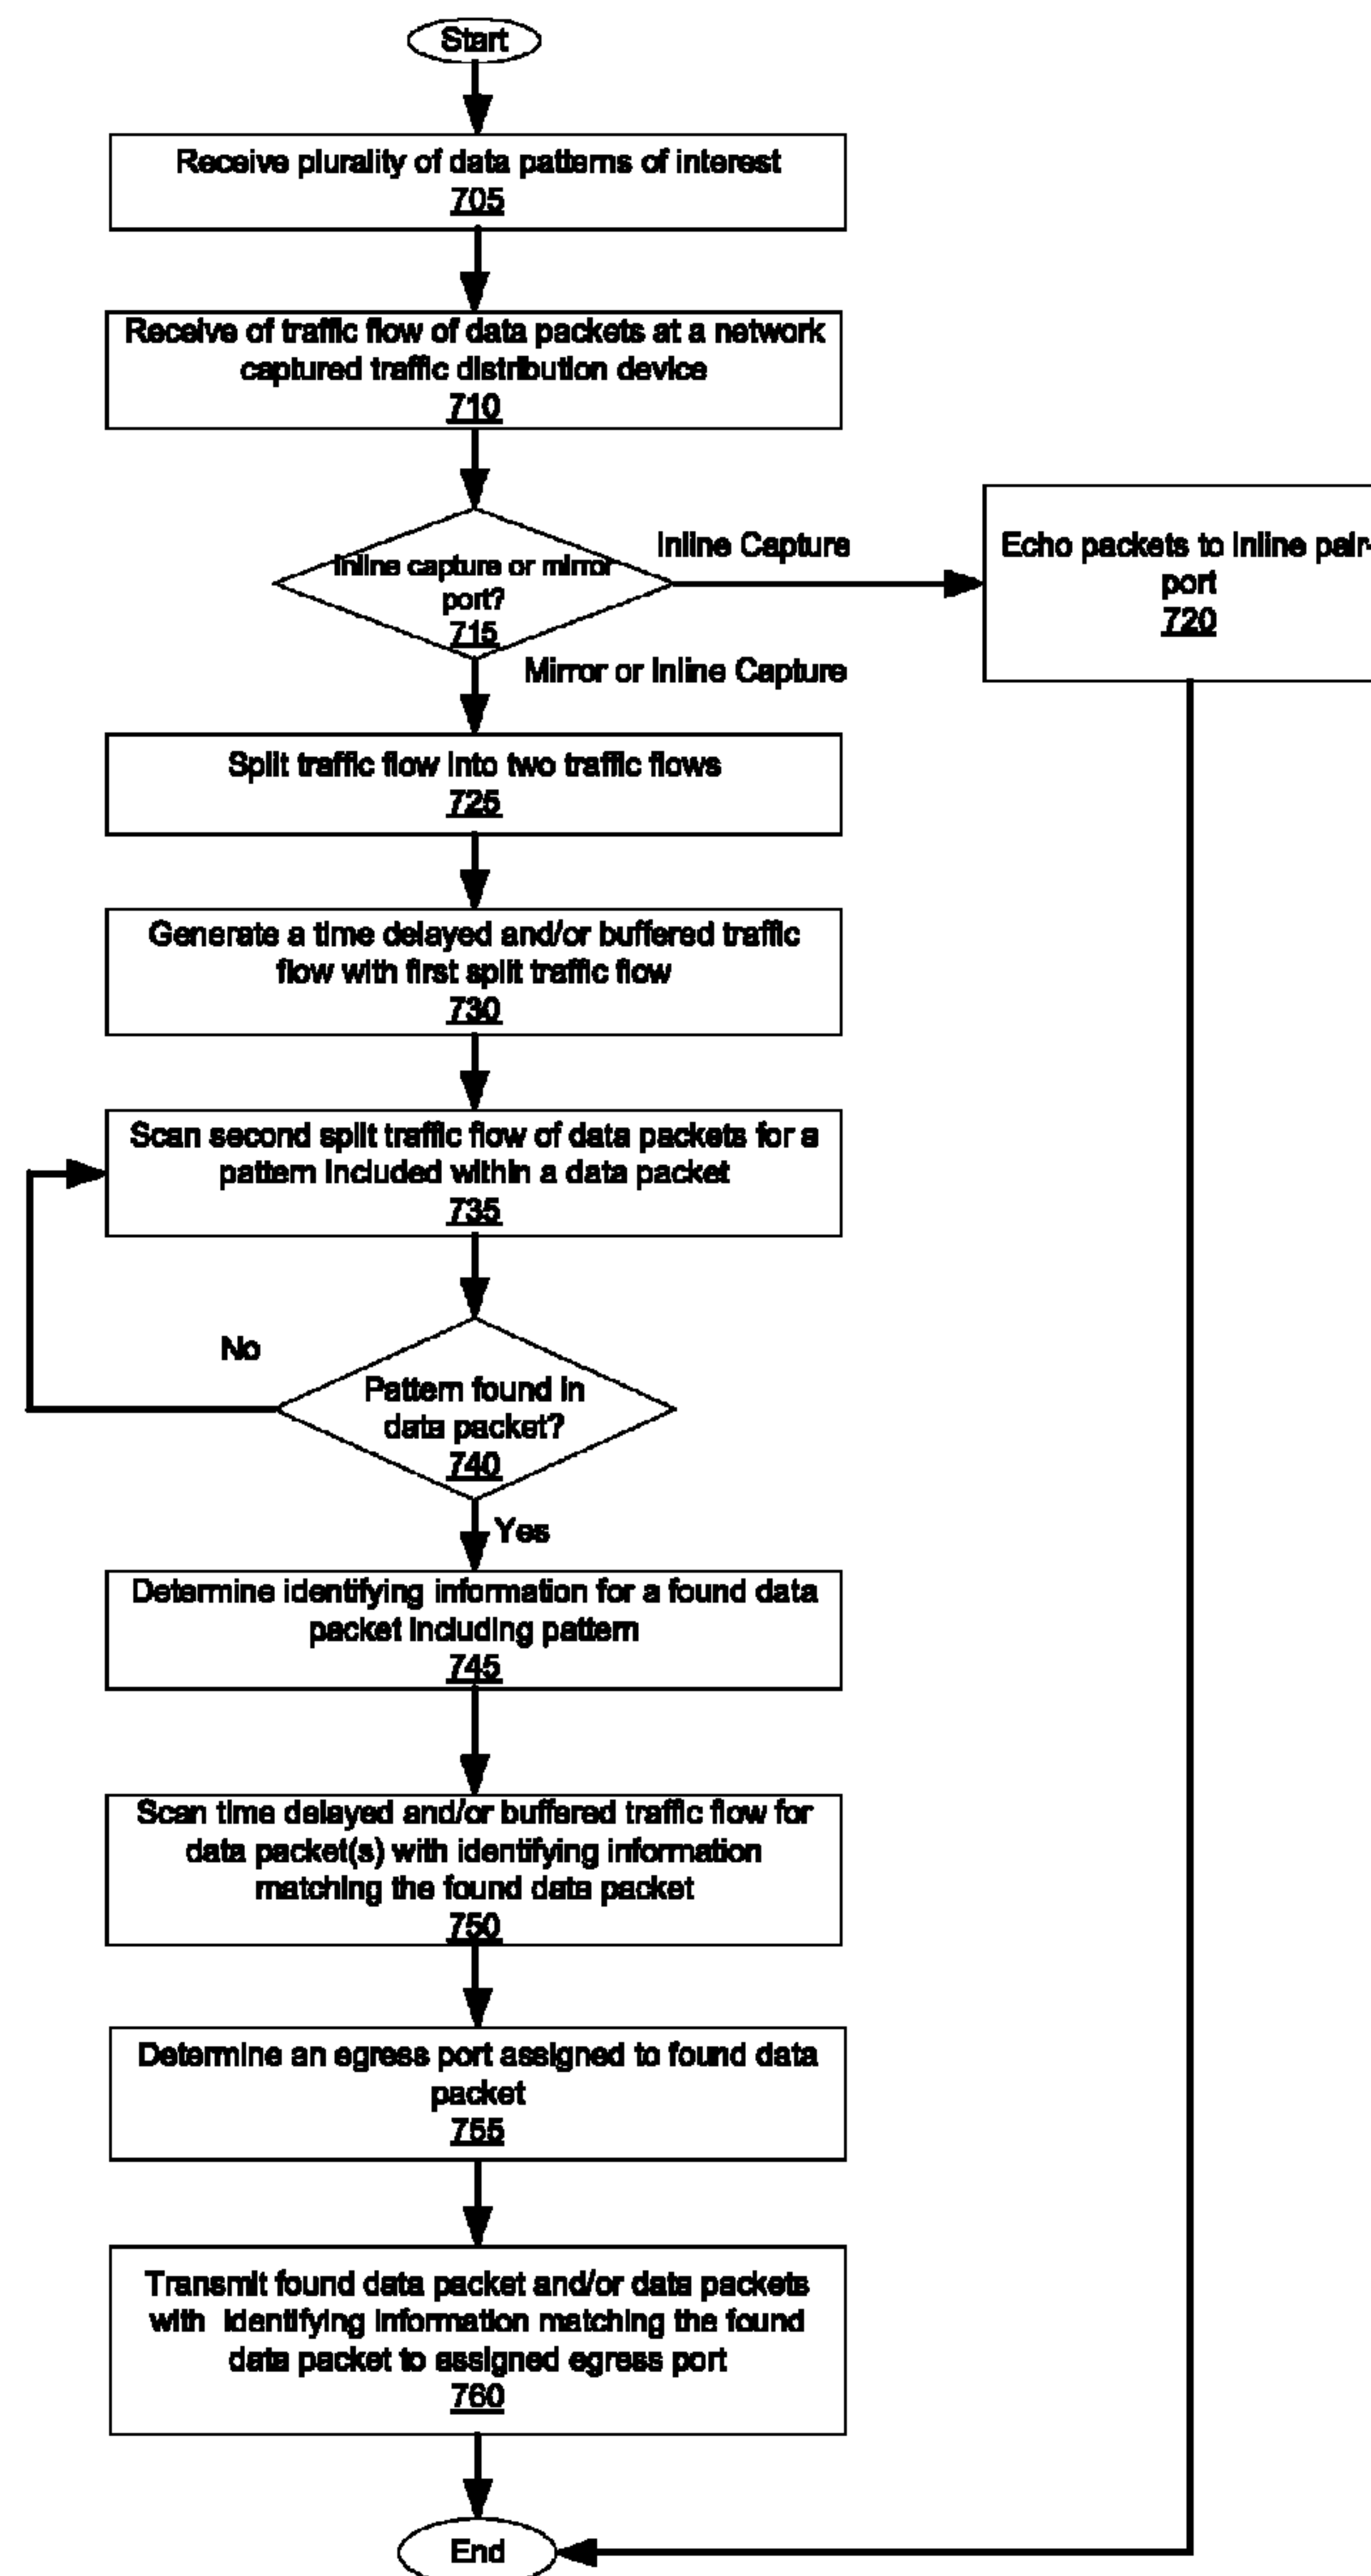 Start
Receive plurality of data patterns of interest
705
Receive of traffic flow of data packets at a network
captured traffic distribution device
710
Inline capture or mirror
port?
715
Inline Capture
Echo packets to inline pair-
port
720
Mirror or Inline Capture
Split traffic flow into two traffic flows
725
Generate a time delayed and/or buffered traffic
flow with first split traffic flow
730
Scan second split traffic flow of data packets for a
pattern included within a data packet
735
No
Pattern found in
data packet?
740
Yes
Determine identifying information for a found data
packet including pattern
745
Scan time delayed and/or buffered traffic flow for
data packet(s) with identifying information
matching the found data packet
750
Determine an egress port assigned to found data
packet
755
Transmit found data packet and/or data packets
with identifying information matching the found
data packet to assigned egress port
760
End